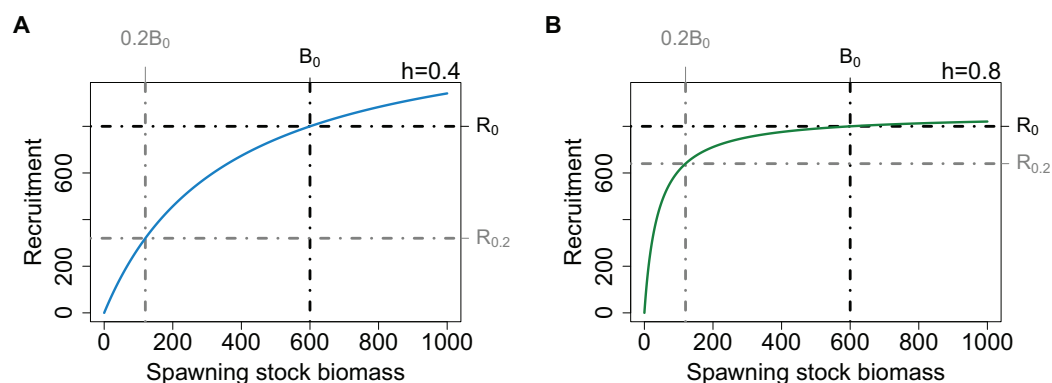 A
0.2B₀
B₀
h=0.4
R₀
R₀.₂
Recruitment
0 200 600
0 200 400 600 800 1000
Spawning stock biomass
B
0.2B₀
B₀
h=0.8
R₀
R₀.₂
Recruitment
0 200 600
0 200 400 600 800 1000
Spawning stock biomass